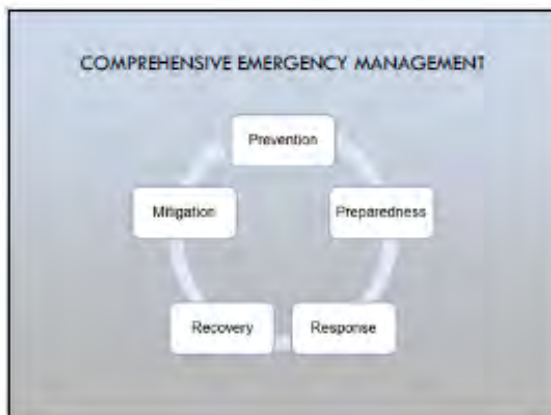 COMPREHENSIVE EMERGENCY MANAGEMENT
Prevention
Mitigation
Preparedness
Recovery
Response